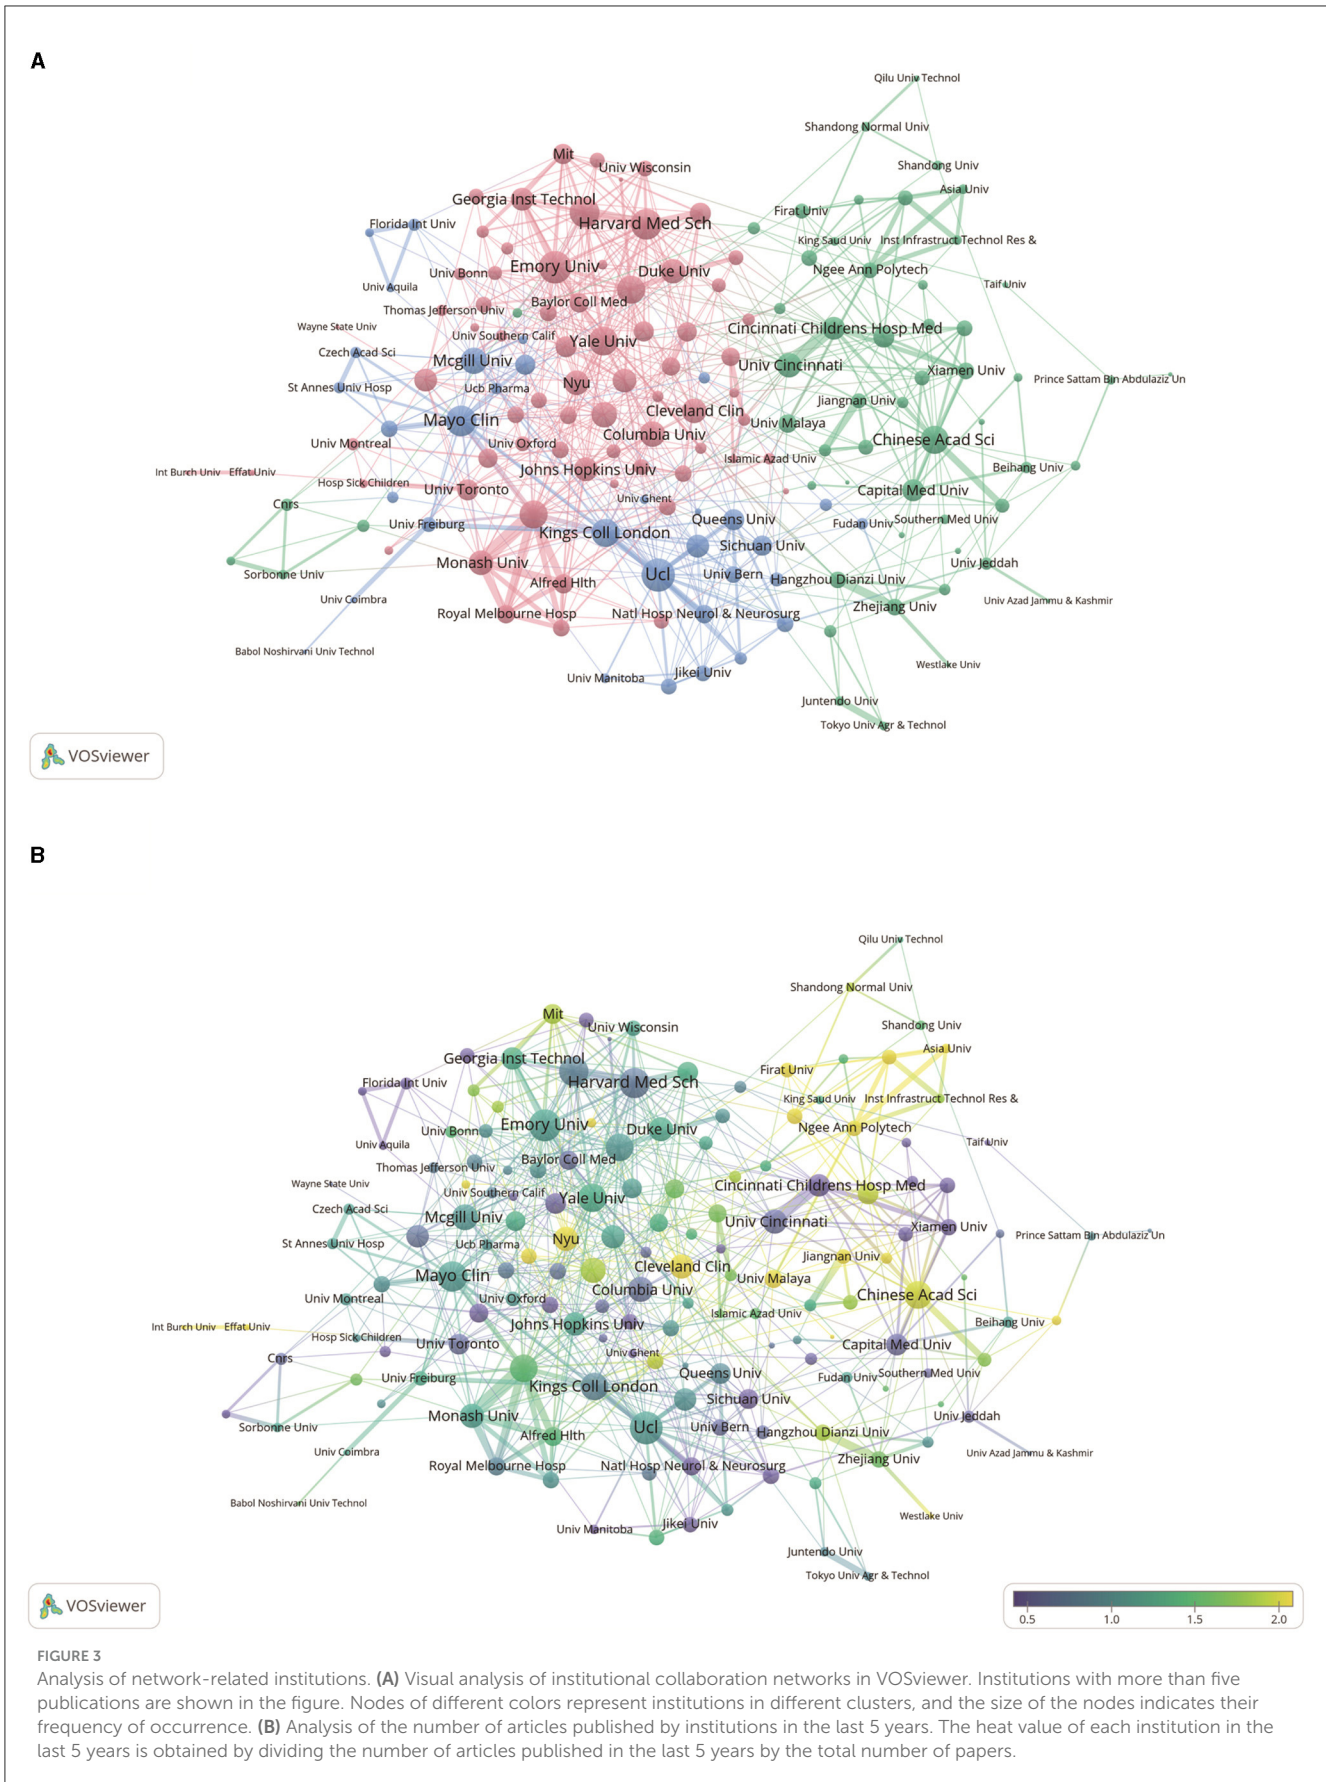 A
Qilu Univ Technol
Shandong Normal Univ
Mit
Univ Wisconsin
Shandong Univ
Asia Univ
Georgia Inst Technol
Firat Univ
Florida Int Univ
Harvard Med Sch
King Saud Univ
Inst Infrastruct Technol Res &
Univ Bonn
Emory Univ
Duke Univ
Ngee Ann Polytech
Univ Aquila
Taif Univ
Thomas Jefferson Univ
Baylor Coll Med
Wayne State Univ
Univ Southern Calif
Yale Univ
Cincinnati Childrens Hosp Med
Czech Acad Sci
Mcgill Univ
Univ Cincinnati
Xiamen Univ
St Annes Univ Hosp
Ucb Pharma
Nyu
Prince Sattam Bin Abdulaziz Un
Jiangnan Univ
Mayo Clin
Cleveland Clin
Univ Malaya
Univ Montreal
Univ Oxford
Columbia Univ
Chinese Acad Sci
Islamic Azad Univ
Int Burch Univ
Effat Univ
Johns Hopkins Univ
Beihang Univ
Hosp Sick Children
Univ Toronto
Univ Ghent
Capital Med Univ
Cnrs
Univ Freiburg
Queens Univ
Fudan Univ
Southern Med Univ
Kings Coll London
Sichuan Univ
Monash Univ
Univ Jeddah
Sorbonne Univ
Alfred Hlth
Ucl
Univ Bern
Hangzhou Dianzi Univ
Univ Coimbra
Univ Azad Jammu & Kashmir
Royal Melbourne Hosp
Natl Hosp Neurol & Neurosurg
Zhejiang Univ
Babol Noshirvani Univ Technol
Westlake Univ
Univ Manitoba
Jikei Univ
Juntendo Univ
Tokyo Univ Agr & Technol
VOSviewer
B
Qilu Univ Technol
Shandong Normal Univ
Mit
Univ Wisconsin
Shandong Univ
Asia Univ
Georgia Inst Technol
Firat Univ
Florida Int Univ
Harvard Med Sch
King Saud Univ
Inst Infrastruct Technol Res &
Univ Bonn
Emory Univ
Duke Univ
Ngee Ann Polytech
Univ Aquila
Taif Univ
Thomas Jefferson Univ
Baylor Coll Med
Wayne State Univ
Univ Southern Calif
Yale Univ
Cincinnati Childrens Hosp Med
Czech Acad Sci
Mcgill Univ
Univ Cincinnati
Xiamen Univ
St Annes Univ Hosp
Ucb Pharma
Nyu
Prince Sattam Bin Abdulaziz Un
Jiangnan Univ
Mayo Clin
Cleveland Clin
Univ Malaya
Univ Montreal
Univ Oxford
Columbia Univ
Chinese Acad Sci
Islamic Azad Univ
Int Burch Univ
Effat Univ
Johns Hopkins Univ
Beihang Univ
Hosp Sick Children
Univ Toronto
Univ Ghent
Capital Med Univ
Cnrs
Univ Freiburg
Queens Univ
Fudan Univ
Southern Med Univ
Kings Coll London
Sichuan Univ
Monash Univ
Univ Jeddah
Sorbonne Univ
Alfred Hlth
Ucl
Univ Bern
Hangzhou Dianzi Univ
Univ Coimbra
Univ Azad Jammu & Kashmir
Royal Melbourne Hosp
Natl Hosp Neurol & Neurosurg
Zhejiang Univ
Babol Noshirvani Univ Technol
Westlake Univ
Univ Manitoba
Jikei Univ
Juntendo Univ
Tokyo Univ Agr & Technol
VOSviewer
0.5 1.0 1.5 2.0
FIGURE 3
Analysis of network-related institutions. (A) Visual analysis of institutional collaboration networks in VOSviewer. Institutions with more than five
publications are shown in the figure. Nodes of different colors represent institutions in different clusters, and the size of the nodes indicates their
frequency of occurrence. (B) Analysis of the number of articles published by institutions in the last 5 years. The heat value of each institution in the
last 5 years is obtained by dividing the number of articles published in the last 5 years by the total number of papers.